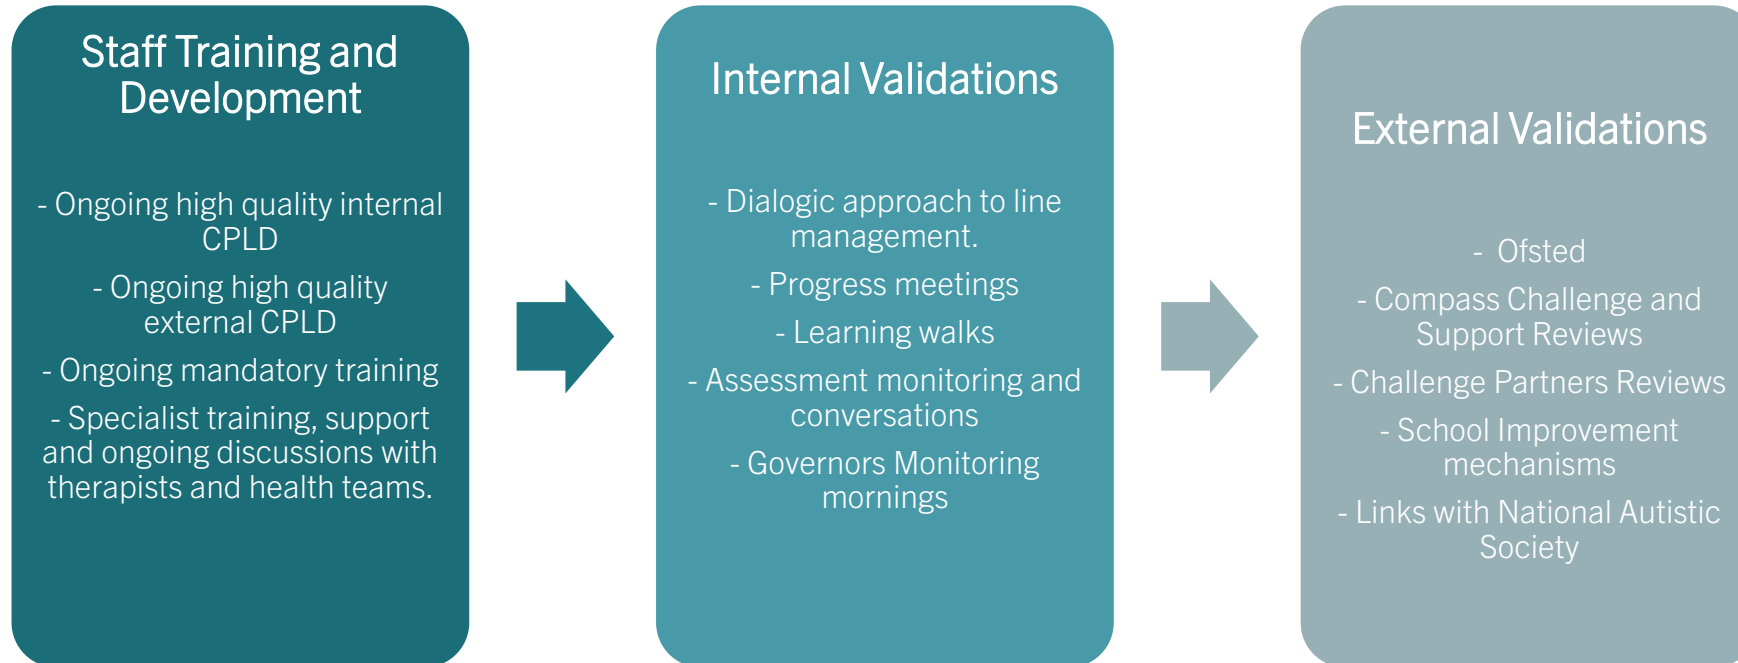 Staff Training and
Development
- Ongoing high quality internal
CPLD
- Ongoing high quality
external CPLD
- Ongoing mandatory training
- Specialist training, support
and ongoing discussions with
therapists and health teams.
Internal Validations
- Dialogic approach to line
management.
- Progress meetings
- Learning walks
- Assessment monitoring and
conversations
- Governors Monitoring
mornings
External Validations
- Ofsted
- Compass Challenge and
Support Reviews
- Challenge Partners Reviews
- School Improvement
mechanisms
- Links with National Autistic
Society